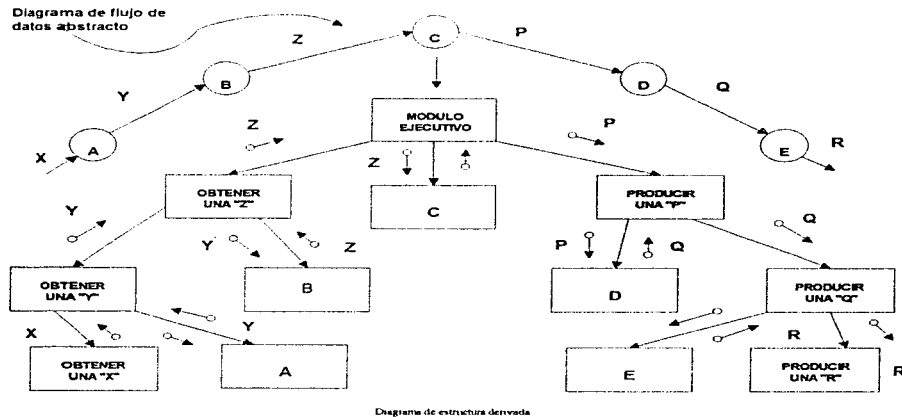 Diagrama de flujo de
datos abstracto
Z
C
P
B
D
Y
Q
A
X
E
R
MODULO
EJECUTIVO
Z
P
Z
C
OBTENER
UNA "Z"
PRODUCIR
UNA "P"
Y
Y
Z
B
P
Q
D
Q
OBTENER
UNA "Y"
PRODUCIR
UNA "Q"
X
Y
OBTENER
UNA "X"
A
E
R
PRODUCIR
UNA "R"
R
Diagrama de estructura derivada